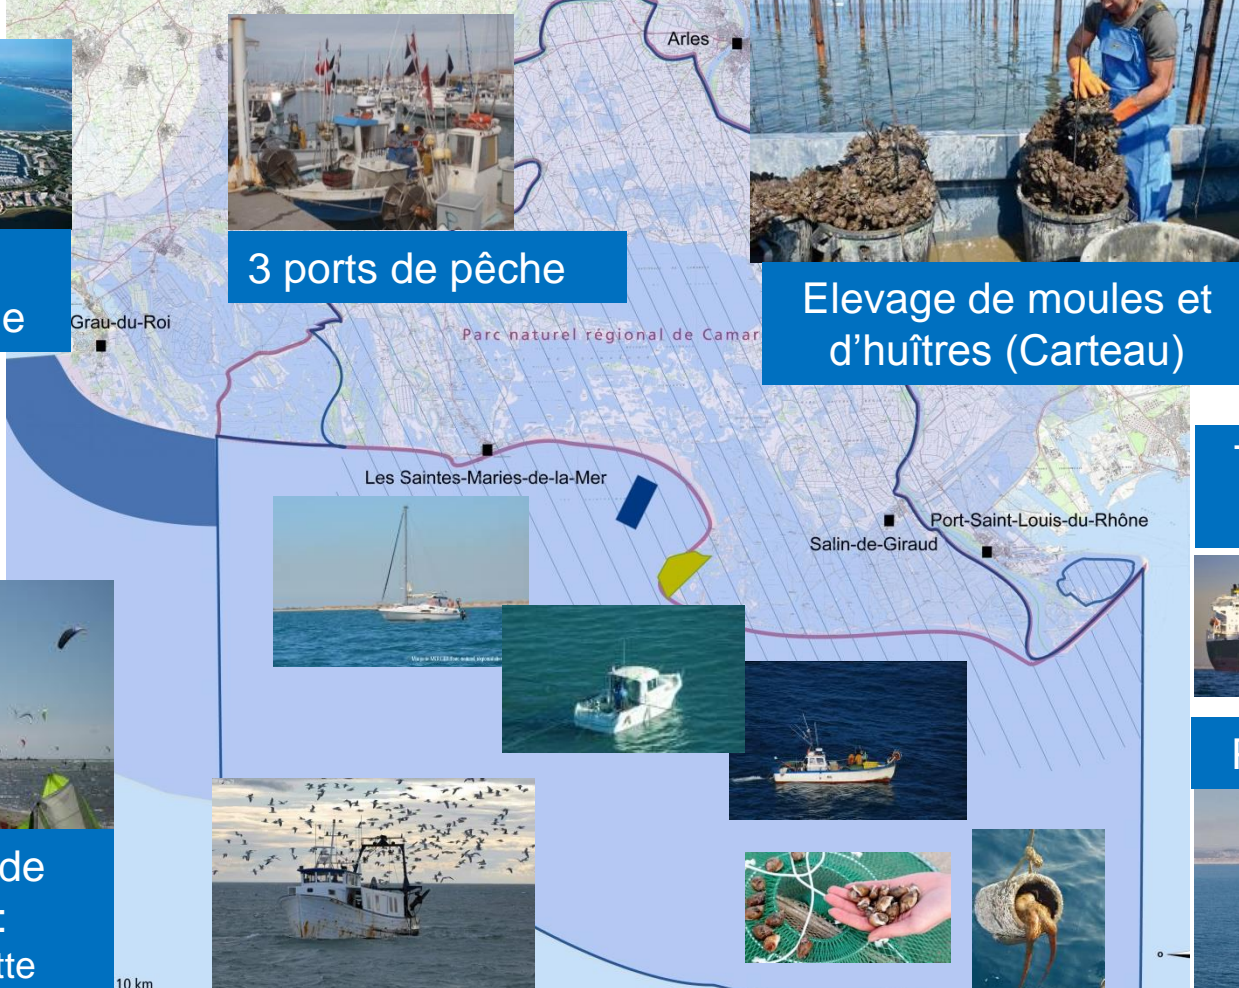 Arles
3 ports de pêche
e
Elevage de moules et
d'huîtres (Carteau)
Grau-du-Roi
Parc naturel régional de Camar
Les Saintes-Maries-de-la-Mer
Port-Saint-Louis-du-Rhône
Salin-de-Giraud
de
:
tte
10 km